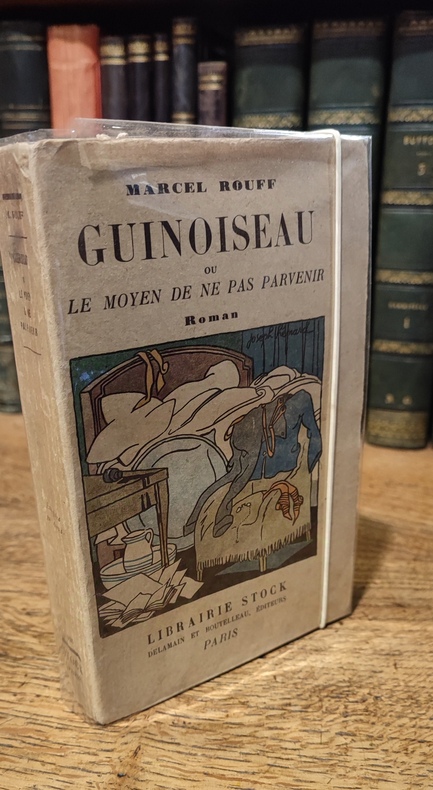 MARCEL ROUFF
GUINOISEAU
OU
LE MOYEN DE NE PAS PARVENIR
Roman
LIBRAIRIE STOCK
DELAMAIN ET BOUTELLEAU, ÉDITEURS
PARIS